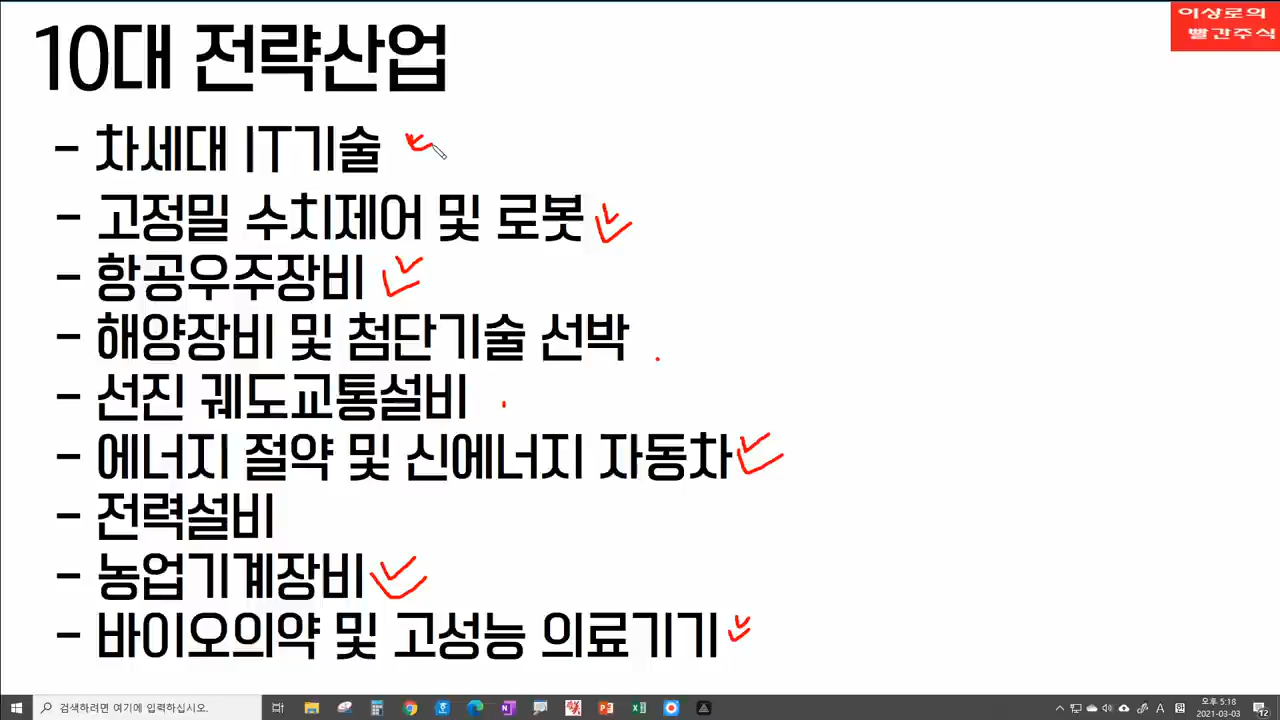 이상로의
빨간주식
10대 전략산업
- 차세대 IT기술
- 고정밀 수치제어 및 로봇
- 항공우주장비
- 해양장비 및 첨단기술 선박
- 선진 궤도교통설비
- 에너지 절약 및 신에너지 자동차
- 전력설비
- 농업기계장비
- 바이오의약 및 고성능 의료기기
검색하려면 여기에 입력하십시오.
A 한 오후 5:18
2021-03-03
12